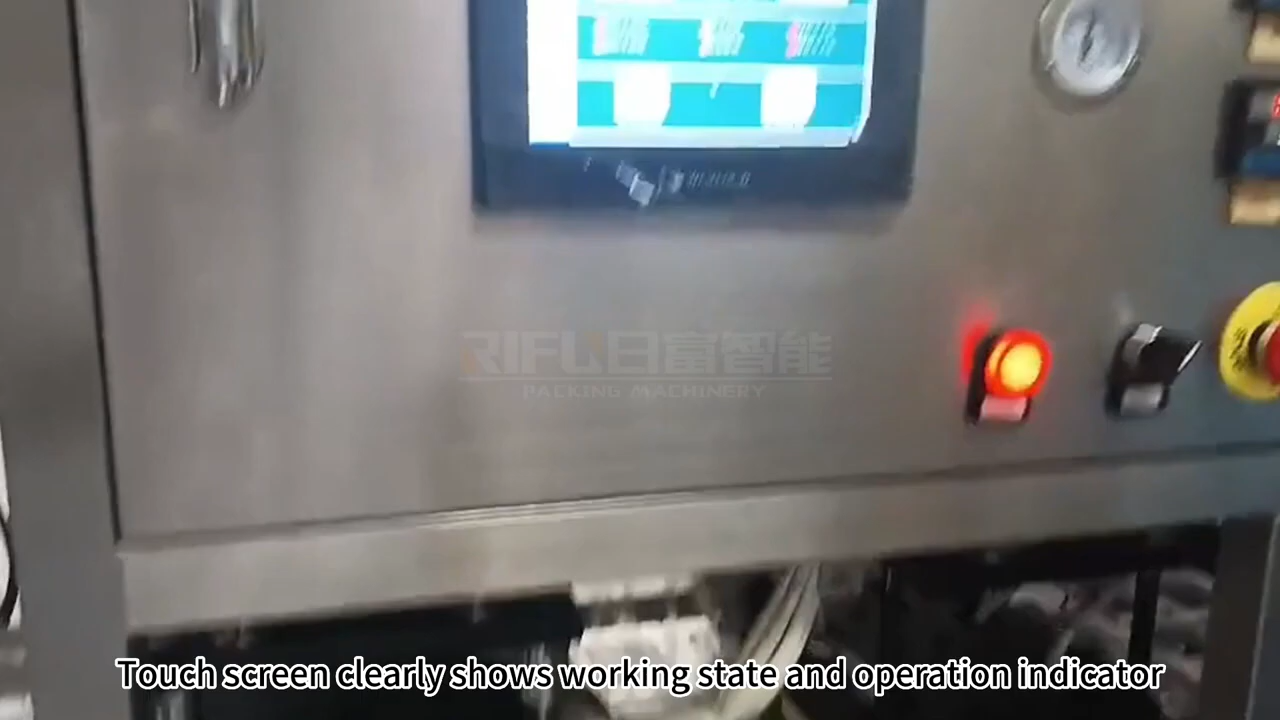 RIFU日富智能
PACKING MACHINERY
Touch screen clearly shows working state and operation indicator